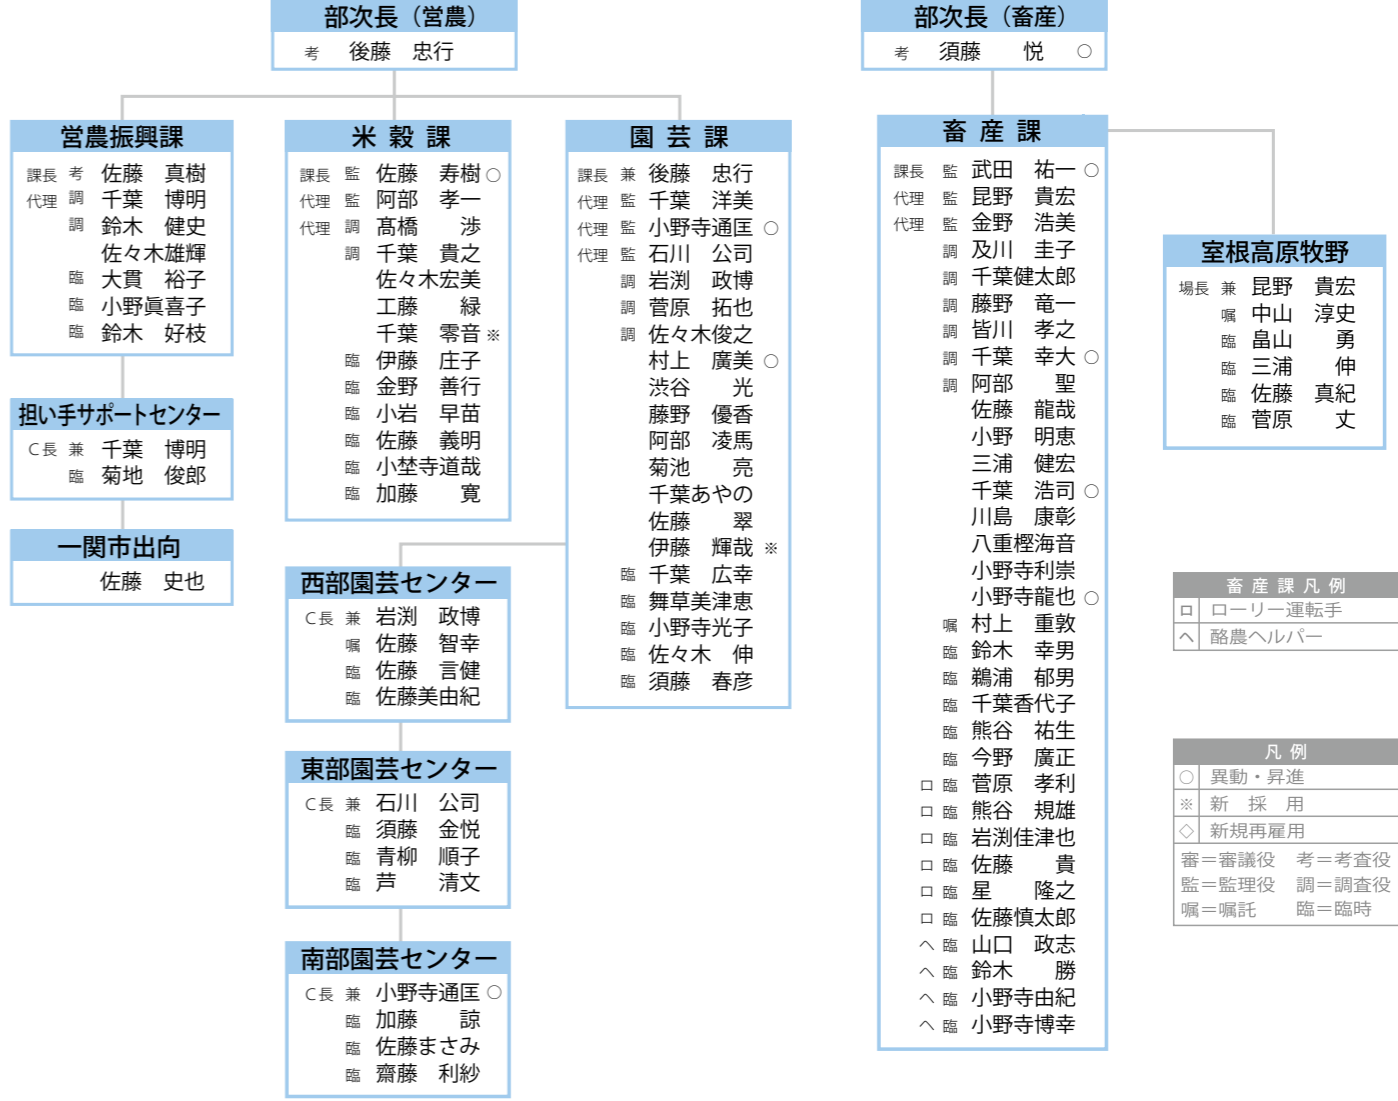 部次長（営農）
考 後藤 忠行
営農振興課
課長 考 佐藤 真樹
代理 調 千葉 博明
調 鈴木 健史
佐々木雄輝
臨 大貫 裕子
臨 小野眞喜子
臨 鈴木 好枝
担い手サポートセンター
C長 兼 千葉 博明
臨 菊地 俊郎
一関市出向
佐藤 史也
米穀課
課長 監 佐藤 寿樹 ○
代理 監 阿部 孝一
代理 調 髙橋 渉
調 千葉 貴之
佐々木宏美
工藤 緑
千葉 零音 ※
臨 伊藤 庄子
臨 金野 善行
臨 小岩 早苗
臨 佐藤 義明
臨 小埜寺道哉
臨 加藤 寛
園芸課
課長 兼 後藤 忠行
代理 監 千葉 洋美
代理 監 小野寺通匡 ○
代理 監 石川 公司
調 岩渕 政博
調 菅原 拓也
調 佐々木俊之
村上 廣美 ○
渋谷 光
藤野 優香
阿部 凌馬
菊池 亮
千葉あやの
佐藤 翠
伊藤 輝哉 ※
臨 千葉 広幸
臨 舞草美津恵
臨 小野寺光子
臨 佐々木 伸
臨 須藤 春彦
西部園芸センター
C長 兼 岩渕 政博
嘱 佐藤 智幸
臨 佐藤 言健
臨 佐藤美由紀
東部園芸センター
C長 兼 石川 公司
臨 須藤 金悦
臨 青柳 順子
臨 芦 清文
南部園芸センター
C長 兼 小野寺通匡 ○
臨 加藤 諒
臨 佐藤まさみ
臨 齋藤 利紗
部次長（畜産）
考 須藤 悦 ○
畜産課
課長 監 武田 祐一 ○
代理 監 昆野 貴宏
代理 監 金野 浩美
調 及川 圭子
調 千葉健太郎
調 藤野 竜一
調 皆川 孝之
調 千葉 幸大 ○
調 阿部 聖
佐藤 龍哉
小野 明恵
三浦 健宏
千葉 浩司 ○
川島 康彰
八重樫海音
小野寺利崇
小野寺龍也 ○
嘱 村上 重敦
臨 鈴木 幸男
臨 鵜浦 郁男
臨 千葉香代子
臨 熊谷 祐生
臨 今野 廣正
ロ 臨 菅原 孝利
ロ 臨 熊谷 規雄
ロ 臨 岩渕佳津也
ロ 臨 佐藤 貴
ロ 臨 星 隆之
ロ 臨 佐藤慎太郎
ヘ 臨 山口 政志
ヘ 臨 鈴木 勝
ヘ 臨 小野寺由紀
ヘ 臨 小野寺博幸
室根高原牧野
場長 兼 昆野 貴宏
嘱 中山 淳史
臨 畠山 勇
臨 三浦 伸
臨 佐藤 真紀
臨 菅原 丈
畜産課凡例
ロ ローリー運転手
ヘ 酪農ヘルパー
凡例
○ 異動・昇進
※ 新採用
◇ 新規再雇用
審＝審議役 考＝考査役
監＝監理役 調＝調査役
嘱＝嘱託 臨＝臨時